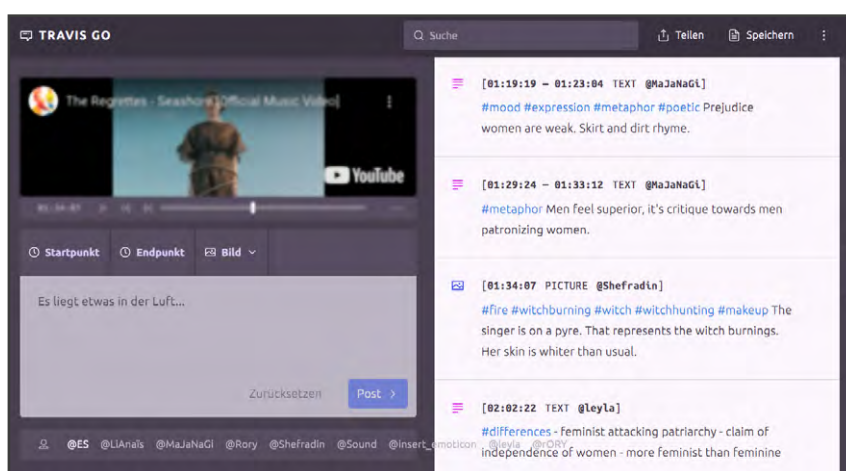 TRAVIS GO
Suche
Teilen
Speichern
The Regrettes - Seashore [Official Music Video]
YouTube
01:34:07
Startpunkt
Endpunkt
Bild
Es liegt etwas in der Luft...
Zurücksetzen
Post
@ES @LiAnaïs @MaJaNaGi @Rory @Shefradin @Sound @insert_emoticon @leyla @rORY
[01:19:19 – 01:23:04 TEXT @MaJaNaGi]
#mood #expression #metaphor #poetic Prejudice
women are weak. Skirt and dirt rhyme.
[01:29:24 – 01:33:12 TEXT @MaJaNaGi]
#metaphor Men feel superior, it's critique towards men
patronizing women.
[01:34:07 PICTURE @Shefradin]
#fire #witchburning #witch #witchhunting #makeup The
singer is on a pyre. That represents the witch burnings.
Her skin is whiter than usual.
[02:02:22 TEXT @leyla]
#differences - feminist attacking patriarchy - claim of
independence of women - more feminist than feminine